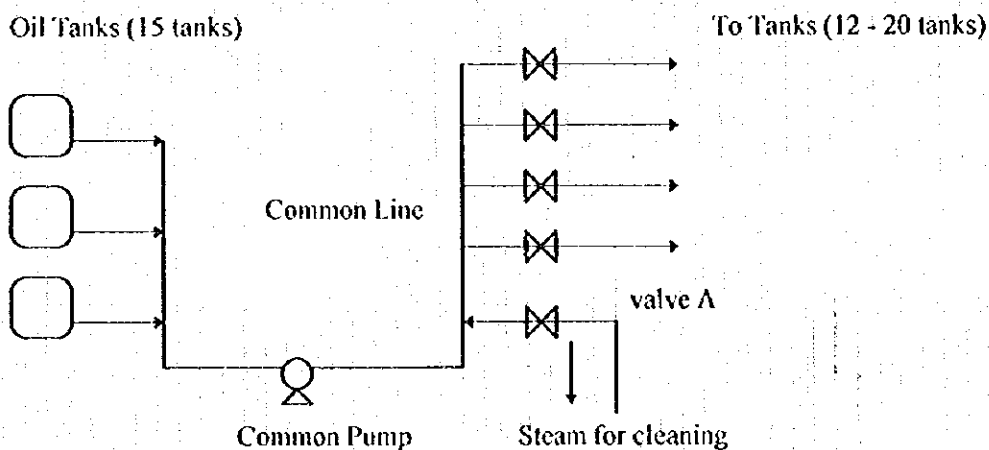 Oil Tanks (15 tanks)
To Tanks (12 - 20 tanks)
Common Line
valve A
Common Pump
Steam for cleaning